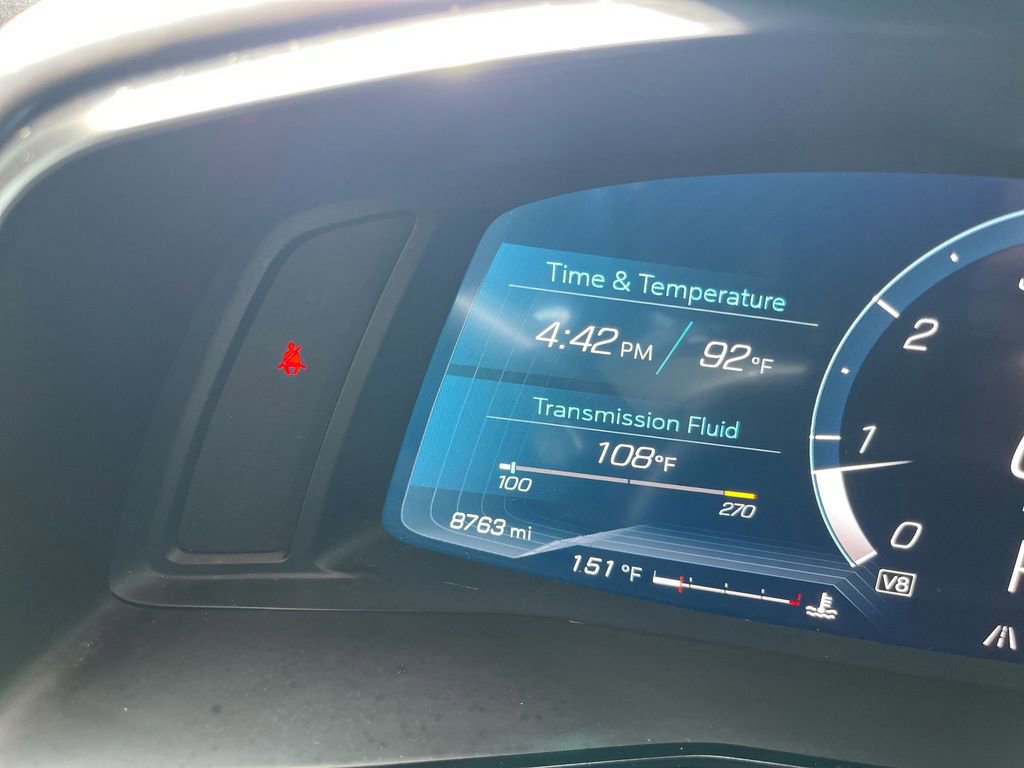 Time & Temperature
4:42 PM / 92°F
Transmission Fluid
108°F
100
270
8763 mi
151 °F
2
1
0
V8